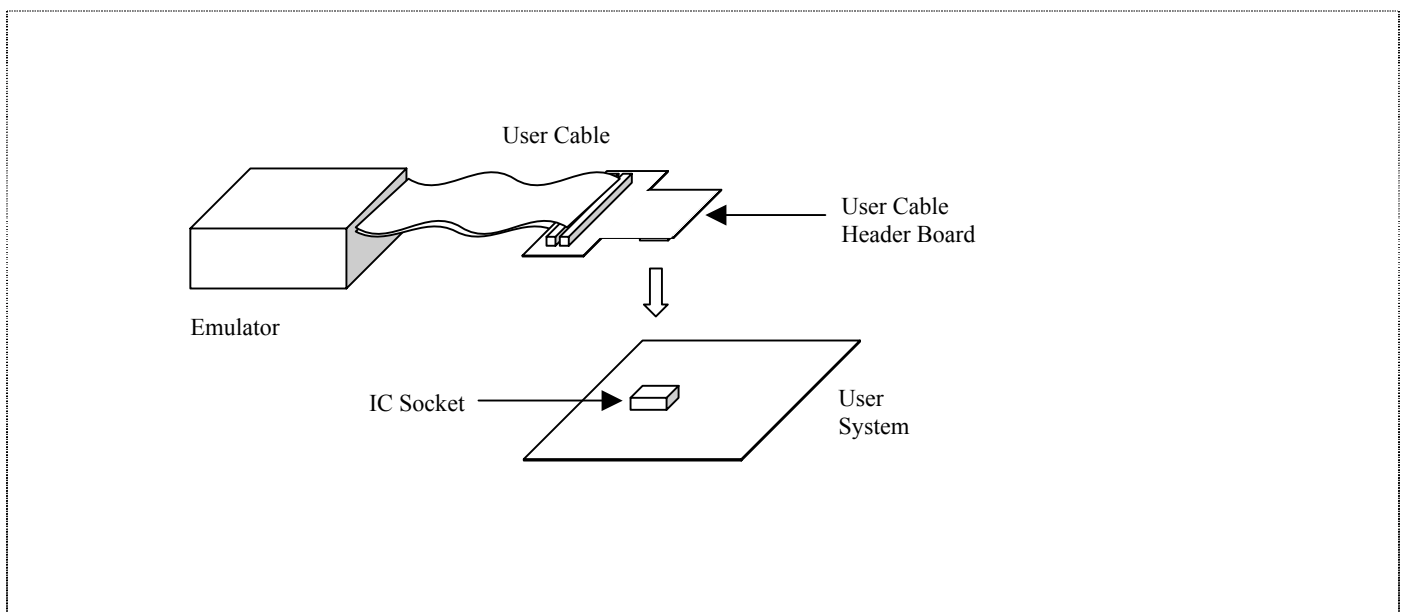 User Cable
User Cable
Header Board
Emulator
IC Socket
User
System